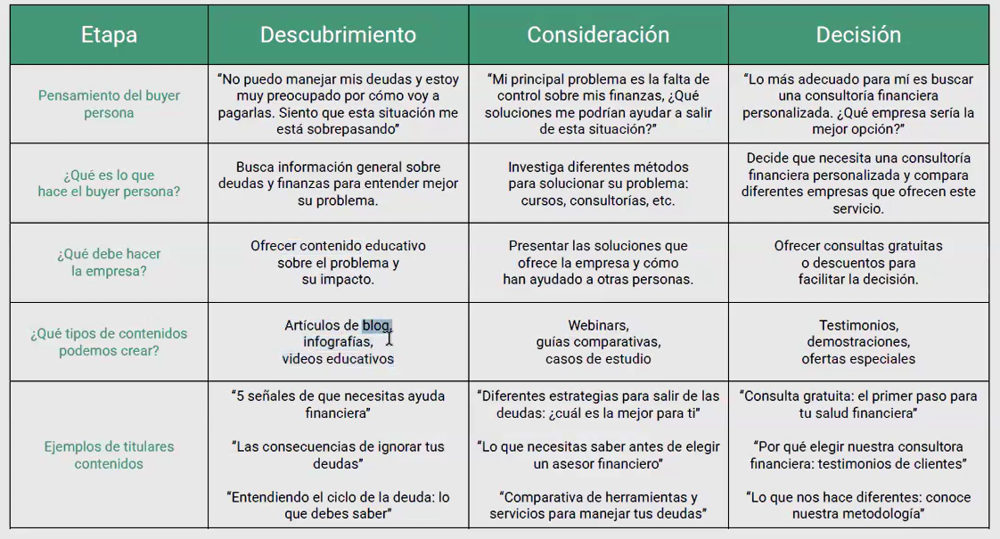 Etapa
Descubrimiento
Consideración
Decisión
Pensamiento del buyer
persona
“No puedo manejar mis deudas y estoy
muy preocupado por cómo voy a
pagarlas. Siento que esta situación me
está sobrepasando”
“Mi principal problema es la falta de
control sobre mis finanzas, ¿Qué
soluciones me podrían ayudar a salir
de esta situación?”
“Lo más adecuado para mí es buscar
una consultoría financiera
personalizada. ¿Qué empresa sería la
mejor opción?”
¿Qué es lo que
hace el buyer persona?
Busca información general sobre
deudas y finanzas para entender mejor
su problema.
Investiga diferentes métodos
para solucionar su problema:
cursos, consultorías, etc.
Decide que necesita una consultoría
financiera personalizada y compara
diferentes empresas que ofrecen este
servicio.
¿Qué debe hacer
la empresa?
Ofrecer contenido educativo
sobre el problema y
su impacto.
Presentar las soluciones que
ofrece la empresa y cómo
han ayudado a otras personas.
Ofrecer consultas gratuitas
o descuentos para
facilitar la decisión.
¿Qué tipos de contenidos
podemos crear?
Artículos de blog,
infografías,
videos educativos
Webinars,
guías comparativas,
casos de estudio
Testimonios,
demostraciones,
ofertas especiales
Ejemplos de titulares
contenidos
“5 señales de que necesitas ayuda
financiera”
“Las consecuencias de ignorar tus
deudas”
“Entendiendo el ciclo de la deuda: lo
que debes saber”
“Diferentes estrategias para salir de las
deudas: ¿cuál es la mejor para ti”
“Lo que necesitas saber antes de elegir
un asesor financiero”
“Comparativa de herramientas y
servicios para manejar tus deudas”
“Consulta gratuita: el primer paso para
tu salud financiera”
“Por qué elegir nuestra consultora
financiera: testimonios de clientes”
“Lo que nos hace diferentes: conoce
nuestra metodología”